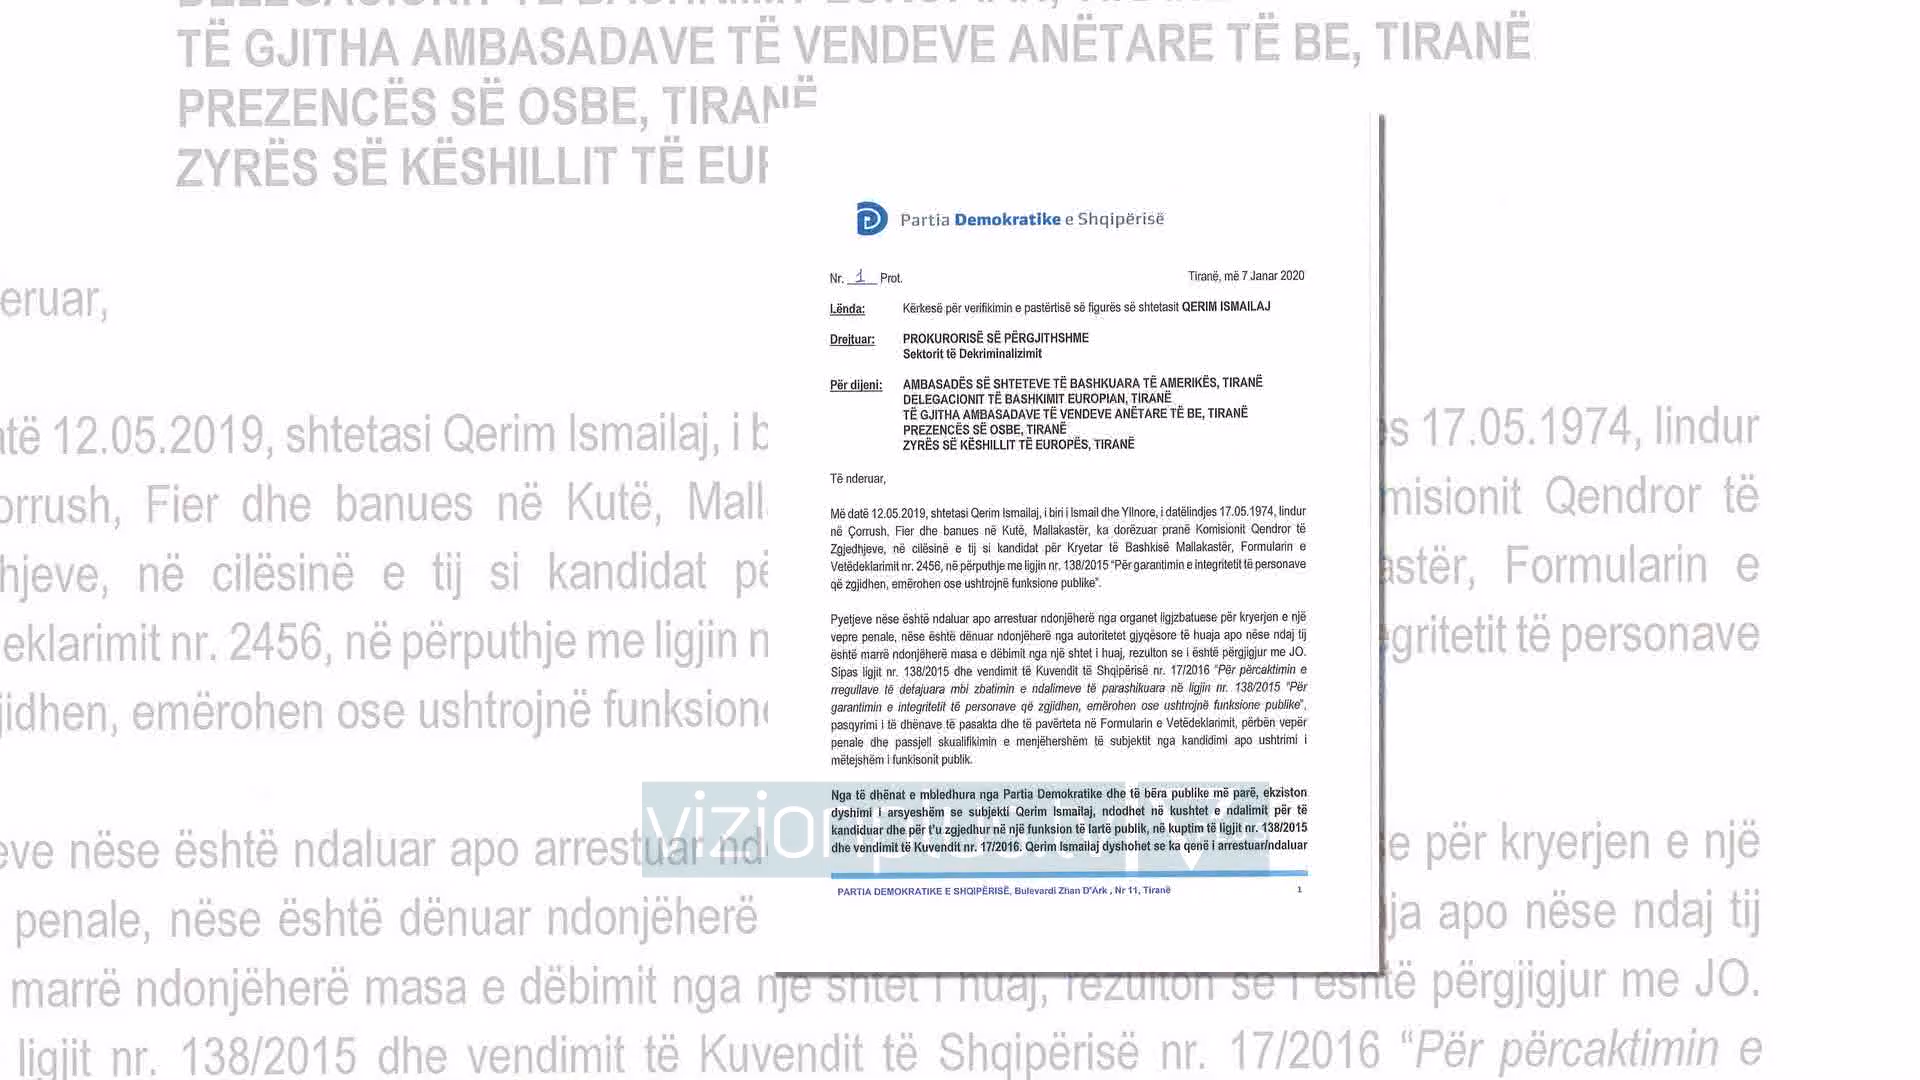 TË GJITHA AMBASADAVE TË VENDEVE ANËTARE TË BE, TIRANË
PREZENCËS SË OSBE, TIRANË
ZYRËS SË KËSHILLIT TË EUR
eruar,
të 12.05.2019, shtetasi Qerim Ismailaj, i b
s 17.05.1974, lindur
orrush, Fier dhe banues në Kutë, Mall
misionit Qendror të
hjeve, në cilësinë e tij si kandidat pë
astër, Formularin e
eklarimit nr. 2456, në përputhje me ligjin n
gritetit të personave
jidhen, emërohen ose ushtrojnë funksion
eve nëse është ndaluar apo arrestuar nd
e për kryerjen e një
penale, nëse është dënuar ndonjëherë
ja apo nëse ndaj tij
marrë ndonjëherë masa e dëbimit nga një shtet i huaj, rezulton se i është përgjigjur me JO.
ligjit nr. 138/2015 dhe vendimit të Kuvendit të Shqipërisë nr. 17/2016 “Për përcaktimin e
Partia Demokratike e Shqipërisë
Nr. 1 Prot.
Tiranë, më 7 Janar 2020
Lënda: Kërkesë për verifikimin e pastërtisë së figurës së shtetasit QERIM ISMAILAJ
Drejtuar: PROKURORISË SË PËRGJITHSHME
Sektorit të Dekriminalizimit
Për dijeni: AMBASADËS SË SHTETEVE TË BASHKUARA TË AMERIKËS, TIRANË
DELEGACIONIT TË BASHKIMIT EUROPIAN, TIRANË
TË GJITHA AMBASADAVE TË VENDEVE ANËTARE TË BE, TIRANË
PREZENCËS SË OSBE, TIRANË
ZYRËS SË KËSHILLIT TË EUROPËS, TIRANË
Të nderuar,
Më datë 12.05.2019, shtetasi Qerim Ismailaj, i biri i Ismail dhe Yllnore, i datëlindjes 17.05.1974, lindur
në Çorrush, Fier dhe banues në Kutë, Mallakastër, ka dorëzuar pranë Komisionit Qendror të
Zgjedhjeve, në cilësinë e tij si kandidat për Kryetar të Bashkisë Mallakastër, Formularin e
Vetëdeklarimit nr. 2456, në përputhje me ligjin nr. 138/2015 “Për garantimin e integritetit të personave
që zgjidhen, emërohen ose ushtrojnë funksione publike”.
Pyetjeve nëse është ndaluar apo arrestuar ndonjëherë nga organet ligjzbatuese për kryerjen e një
vepre penale, nëse është dënuar ndonjëherë nga autoritetet gjyqësore të huaja apo nëse ndaj tij
është marrë ndonjëherë masa e dëbimit nga një shtet i huaj, rezulton se i është përgjigjur me JO.
Sipas ligjit nr. 138/2015 dhe vendimit të Kuvendit të Shqipërisë nr. 17/2016 “Për përcaktimin e
rregullave të detajuara mbi zbatimin e ndalimeve të parashikuara në ligjin nr. 138/2015 “Për
garantimin e integritetit të personave që zgjidhen, emërohen ose ushtrojnë funksione publike”,
pasqyrimi i të dhënave të pasakta dhe të pavërteta në Formularin e Vetëdeklarimit, përbën vepër
penale dhe passjell skualifikimin e menjëhershëm të subjektit nga kandidimi apo ushtrimi i
mëtejshëm i funkisonit publik.
Nga të dhënat e mbledhura nga Partia Demokratike dhe të bëra publike më parë, ekziston
dyshimi i arsyeshëm se subjekti Qerim Ismailaj, ndodhet në kushtet e ndalimit për të
kandiduar dhe për t’u zgjedhur në një funksion të lartë publik, në kuptim të ligjit nr. 138/2015
dhe vendimit të Kuvendit nr. 17/2016. Qerim Ismailaj dyshohet se ka qenë i arrestuar/ndaluar
vizionplus.tv
PARTIA DEMOKRATIKE E SHQIPËRISË, Bulevardi Zhan D’Ark , Nr 11, Tiranë 1